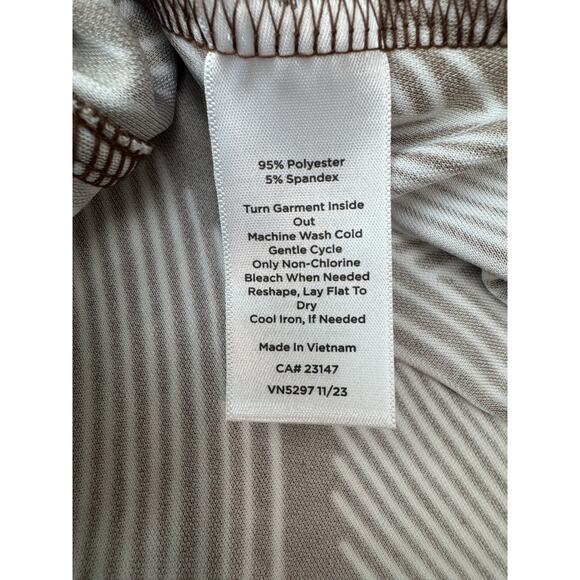 95% Polyester
5% Spandex
Turn Garment Inside
Out
Machine Wash Cold
Gentle Cycle
Only Non-Chlorine
Bleach When Needed
Reshape, Lay Flat To
Dry
Cool Iron, If Needed
Made In Vietnam
CA# 23147
VN5297 11/23